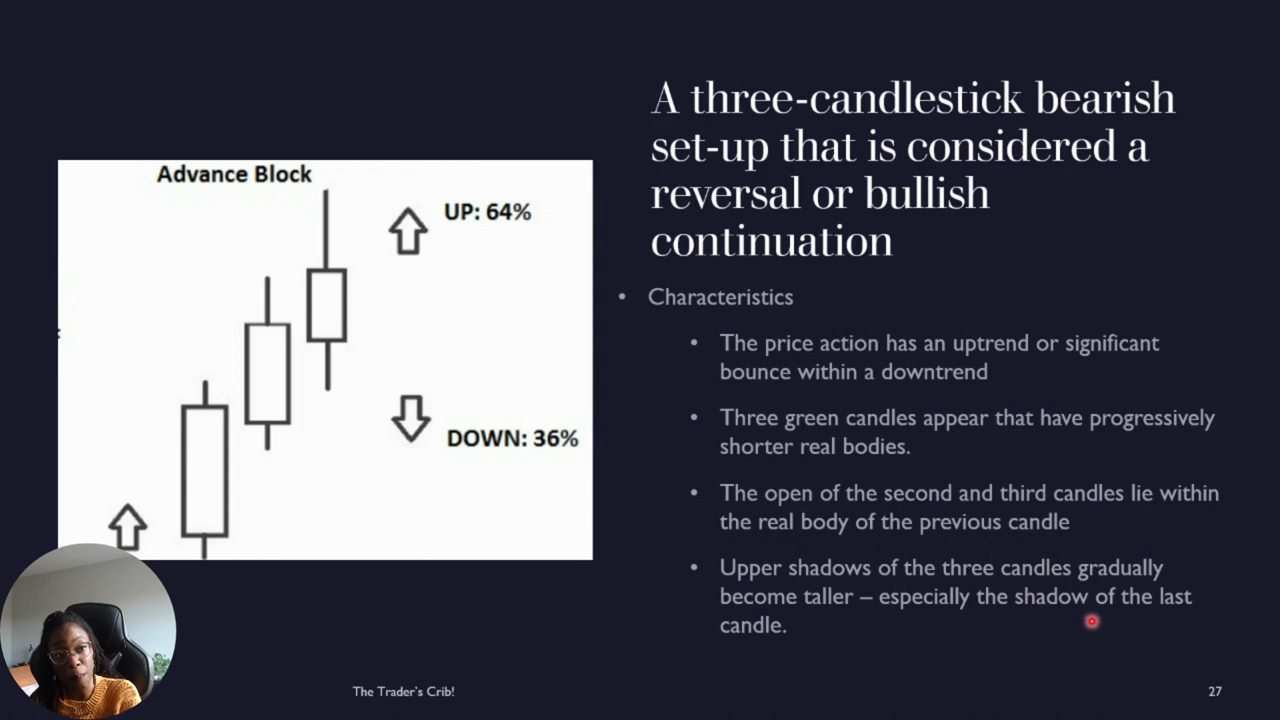 A three-candlestick bearish
set-up that is considered a
reversal or bullish
continuation
Advance Block
UP: 64%
DOWN: 36%
• Characteristics
• The price action has an uptrend or significant
bounce within a downtrend
• Three green candles appear that have progressively
shorter real bodies.
• The open of the second and third candles lie within
the real body of the previous candle
• Upper shadows of the three candles gradually
become taller – especially the shadow of the last
candle.
The Trader's Crib!
27